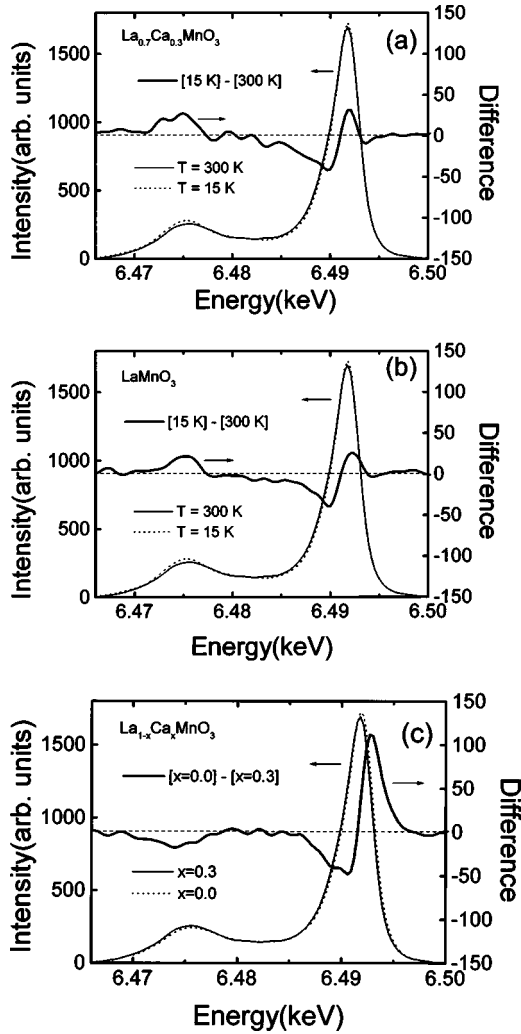 (a)
La0.7Ca0.3MnO3
[15 K] - [300 K]
T = 300 K
T = 15 K
Intensity(arb. units)
0
500
1000
1500
Difference
150
100
50
0
-50
-100
-150
6.47 6.48 6.49 6.50
Energy(keV)
(b)
LaMnO3
[15 K] - [300 K]
T = 300 K
T = 15 K
Intensity(arb. units)
0
500
1000
1500
Difference
150
100
50
0
-50
-100
-150
6.47 6.48 6.49 6.50
Energy(keV)
(c)
La1-xCaxMnO3
[x=0.0] - [x=0.3]
x=0.3
x=0.0
Intensity(arb. units)
0
500
1000
1500
Difference
150
100
50
0
-50
-100
-150
6.47 6.48 6.49 6.50
Energy(keV)